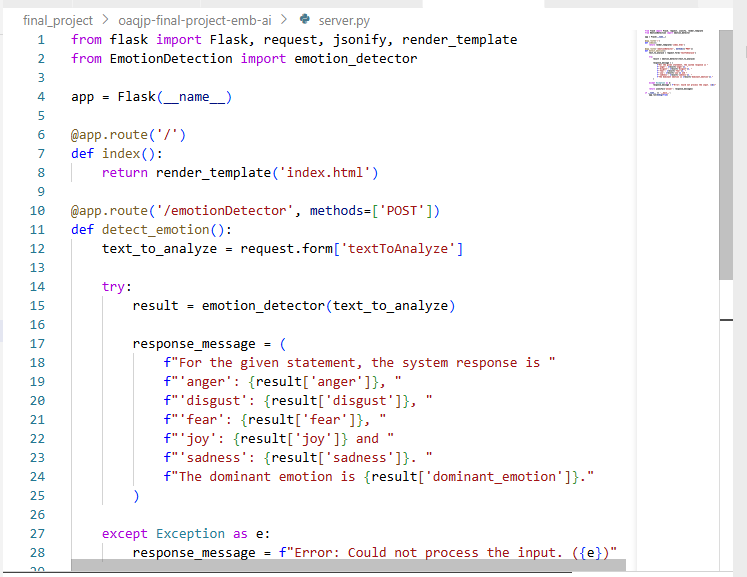 final_project > oaqjp-final-project-emb-ai > server.py
1 from flask import Flask, request, jsonify, render_template
2 from EmotionDetection import emotion_detector
3
4 app = Flask(__name__)
5
6 @app.route('/')
7 def index():
8     return render_template('index.html')
9
10 @app.route('/emotionDetector', methods=['POST'])
11 def detect_emotion():
12     text_to_analyze = request.form['textToAnalyze']
13
14     try:
15         result = emotion_detector(text_to_analyze)
16
17         response_message = (
18             f"For the given statement, the system response is "
19             f"'anger': {result['anger']}, "
20             f"'disgust': {result['disgust']}, "
21             f"'fear': {result['fear']}, "
22             f"'joy': {result['joy']} and "
23             f"'sadness': {result['sadness']}. "
24             f"The dominant emotion is {result['dominant_emotion']}."
25         )
26
27     except Exception as e:
28         response_message = f"Error: Could not process the input. ({e})"
29